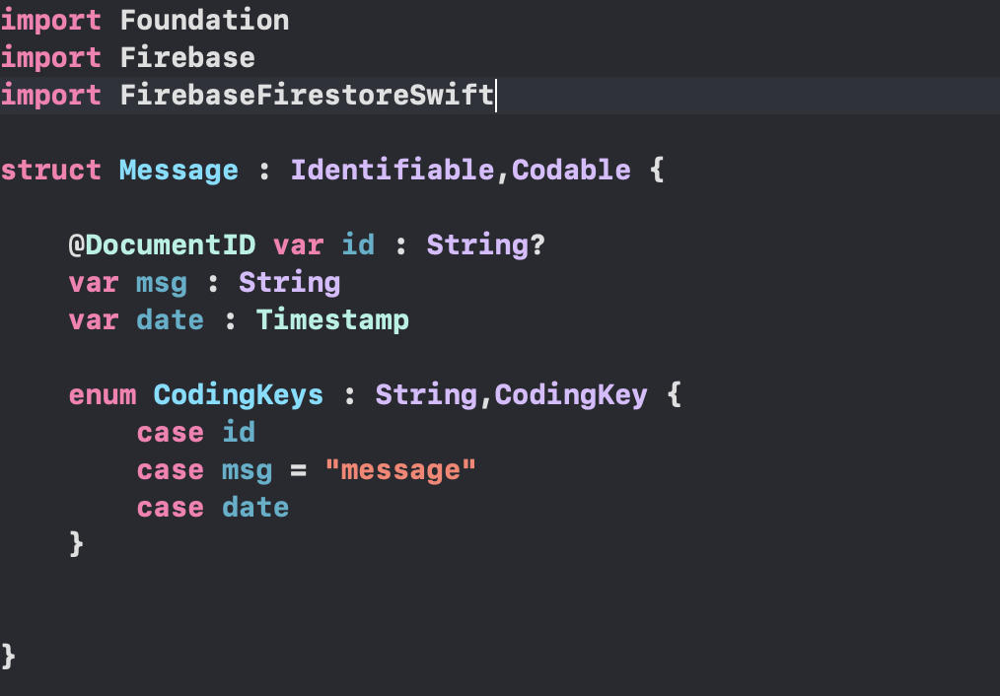 import Foundation
import Firebase
import FirebaseFirestoreSwift
struct Message : Identifiable,Codable {
@DocumentID var id : String?
var msg : String
var date : Timestamp
enum CodingKeys : String,CodingKey {
case id
case msg = "message"
case date
}
}